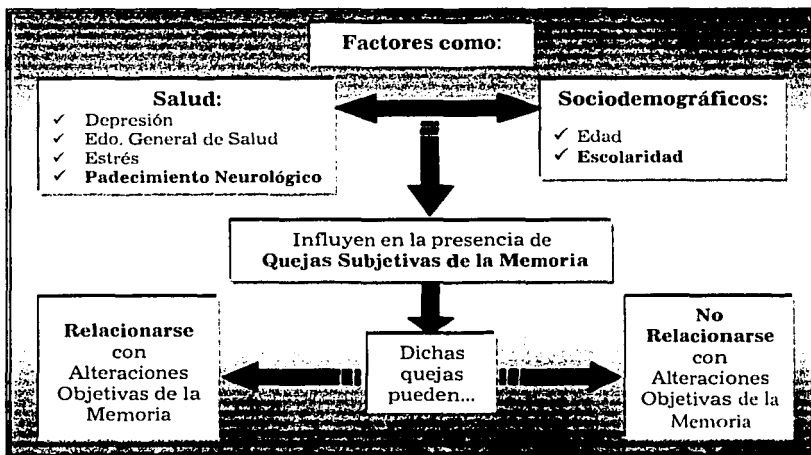 Factores como:
Salud:
✓ Depresión
✓ Edo. General de Salud
✓ Estrés
✓ Padecimiento Neurológico
Sociodemográficos:
✓ Edad
✓ Escolaridad
Influyen en la presencia de
Quejas Subjetivas de la Memoria
Relacionarse
con
Alteraciones
Objetivas de la
Memoria
Dichas
quejas
pueden...
No
Relacionarse
con
Alteraciones
Objetivas de la
Memoria